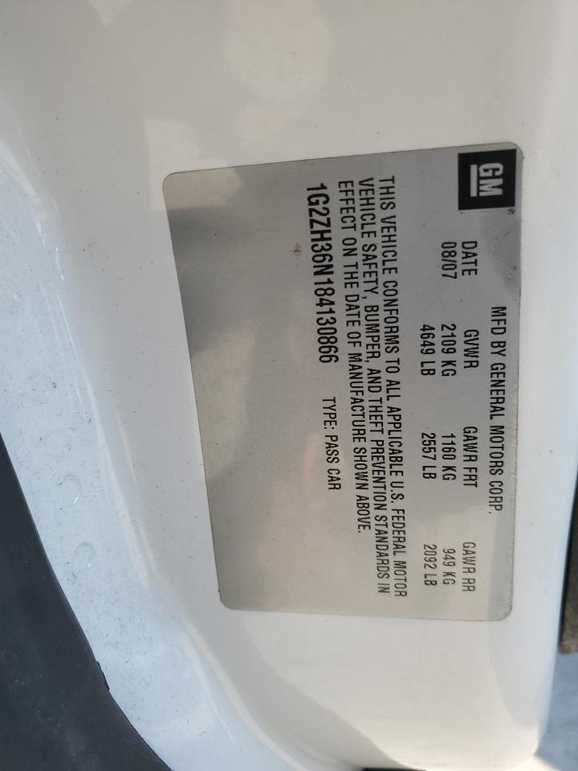 GM®
MFD BY GENERAL MOTORS CORP.
DATE GVWR GAWR FRT GAWR RR
08/07 2109 KG 1160 KG 949 KG
4649 LB 2557 LB 2092 LB
THIS VEHICLE CONFORMS TO ALL APPLICABLE U.S. FEDERAL MOTOR
VEHICLE SAFETY, BUMPER, AND THEFT PREVENTION STANDARDS IN
EFFECT ON THE DATE OF MANUFACTURE SHOWN ABOVE.
1G2ZH36N184130866 TYPE: PASS CAR